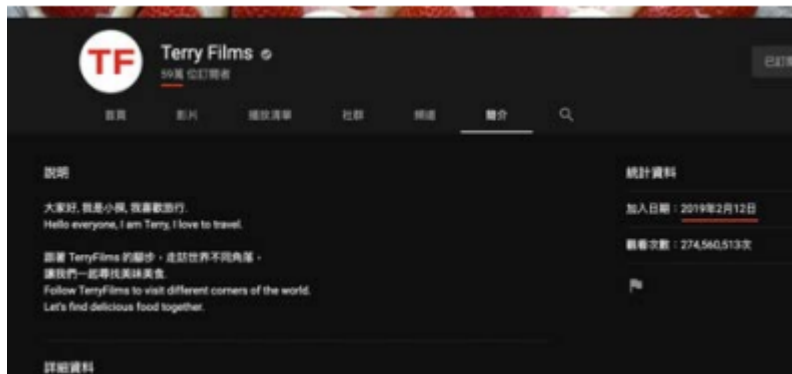 TF
Terry Films
59萬 位訂閱者
已訂閱
首頁 影片 播放清單 社群 頻道 簡介
說明
大家好, 我是小撰, 我喜歡旅行.
Hello everyone, I am Terry, I love to travel.
跟著 TerryFilms 的腳步，走訪世界不同角落，
讓我們一起尋找美味美食.
Follow TerryFilms to visit different corners of the world.
Let's find delicious food together.
詳細資料
統計資料
加入日期：2019年2月12日
觀看次數：274,560,513次